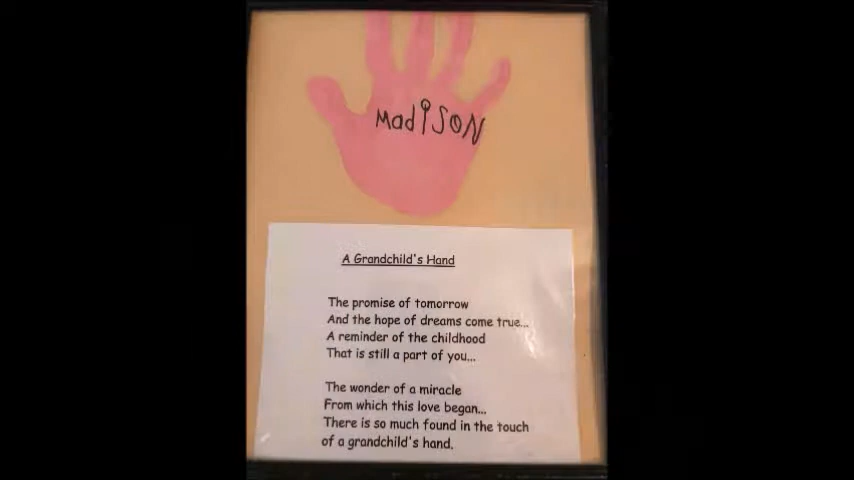 MadiSON
A Grandchild's Hand
The promise of tomorrow
And the hope of dreams come true...
A reminder of the childhood
That is still a part of you...
The wonder of a miracle
From which this love began...
There is so much found in the touch
of a grandchild's hand.